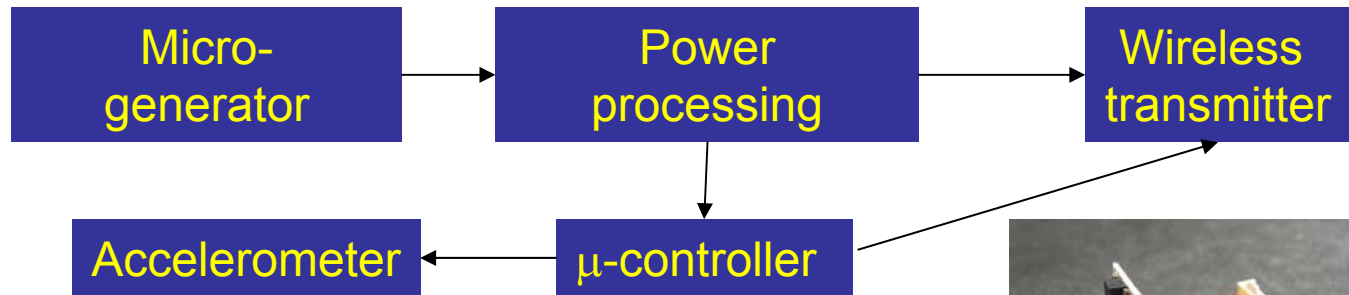 Micro-
generator
Power
processing
Wireless
transmitter
Accelerometer
μ-controller